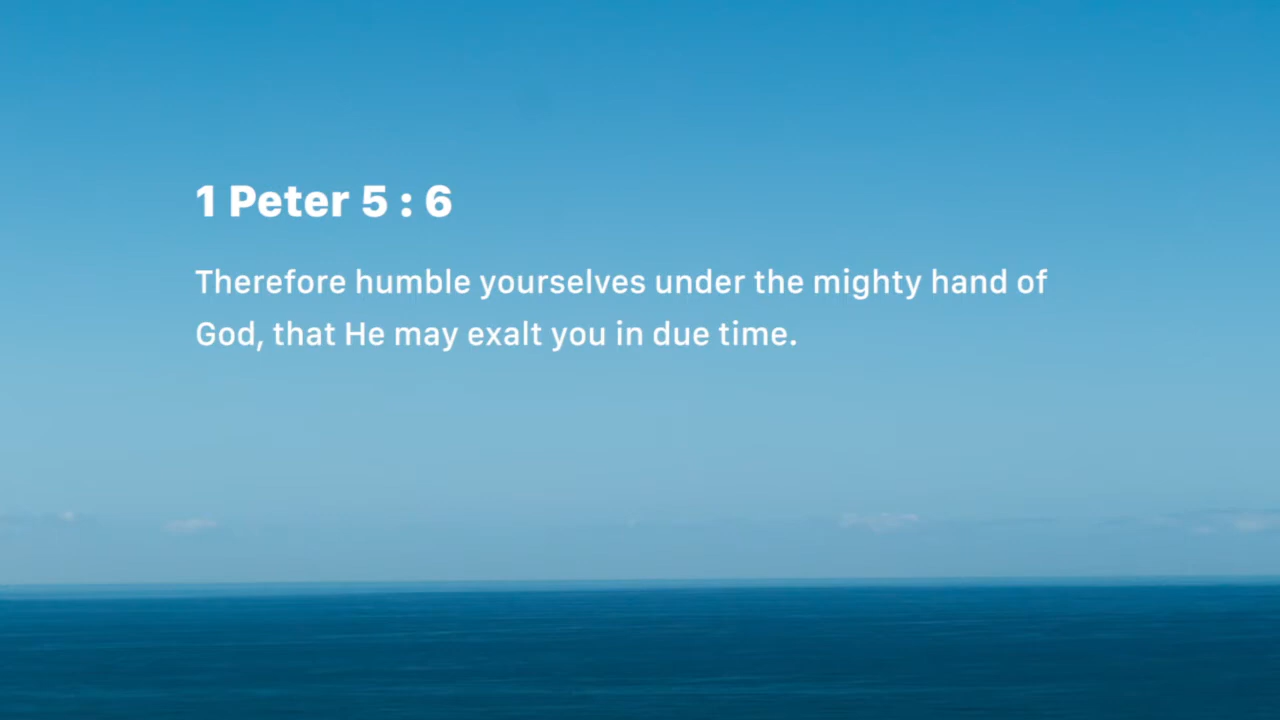 1 Peter 5 : 6
Therefore humble yourselves under the mighty hand of
God, that He may exalt you in due time.